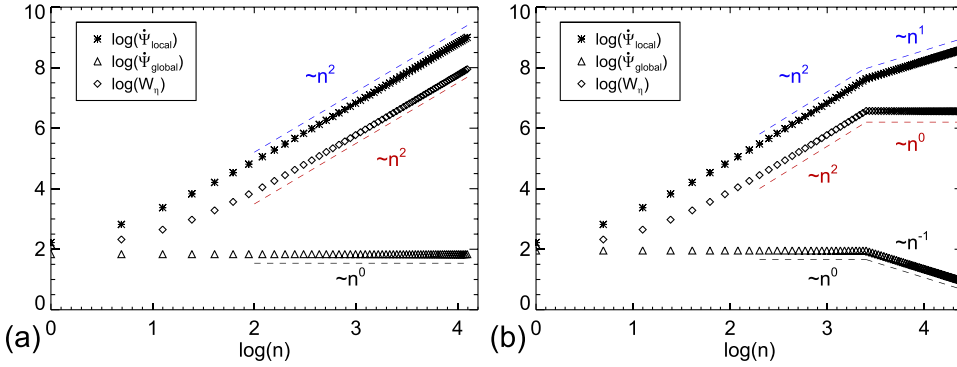 10
8
6
4
2
0
log(Ψ̇local)
log(Ψ̇global)
log(Wη)
~n²
~n²
~n⁰
0
1
2
3
4
log(n)
(a)
10
8
6
4
2
0
log(Ψ̇local)
log(Ψ̇global)
log(Wη)
~n¹
~n²
~n⁰
~n²
~n⁻¹
~n⁰
0
1
2
3
4
log(n)
(b)